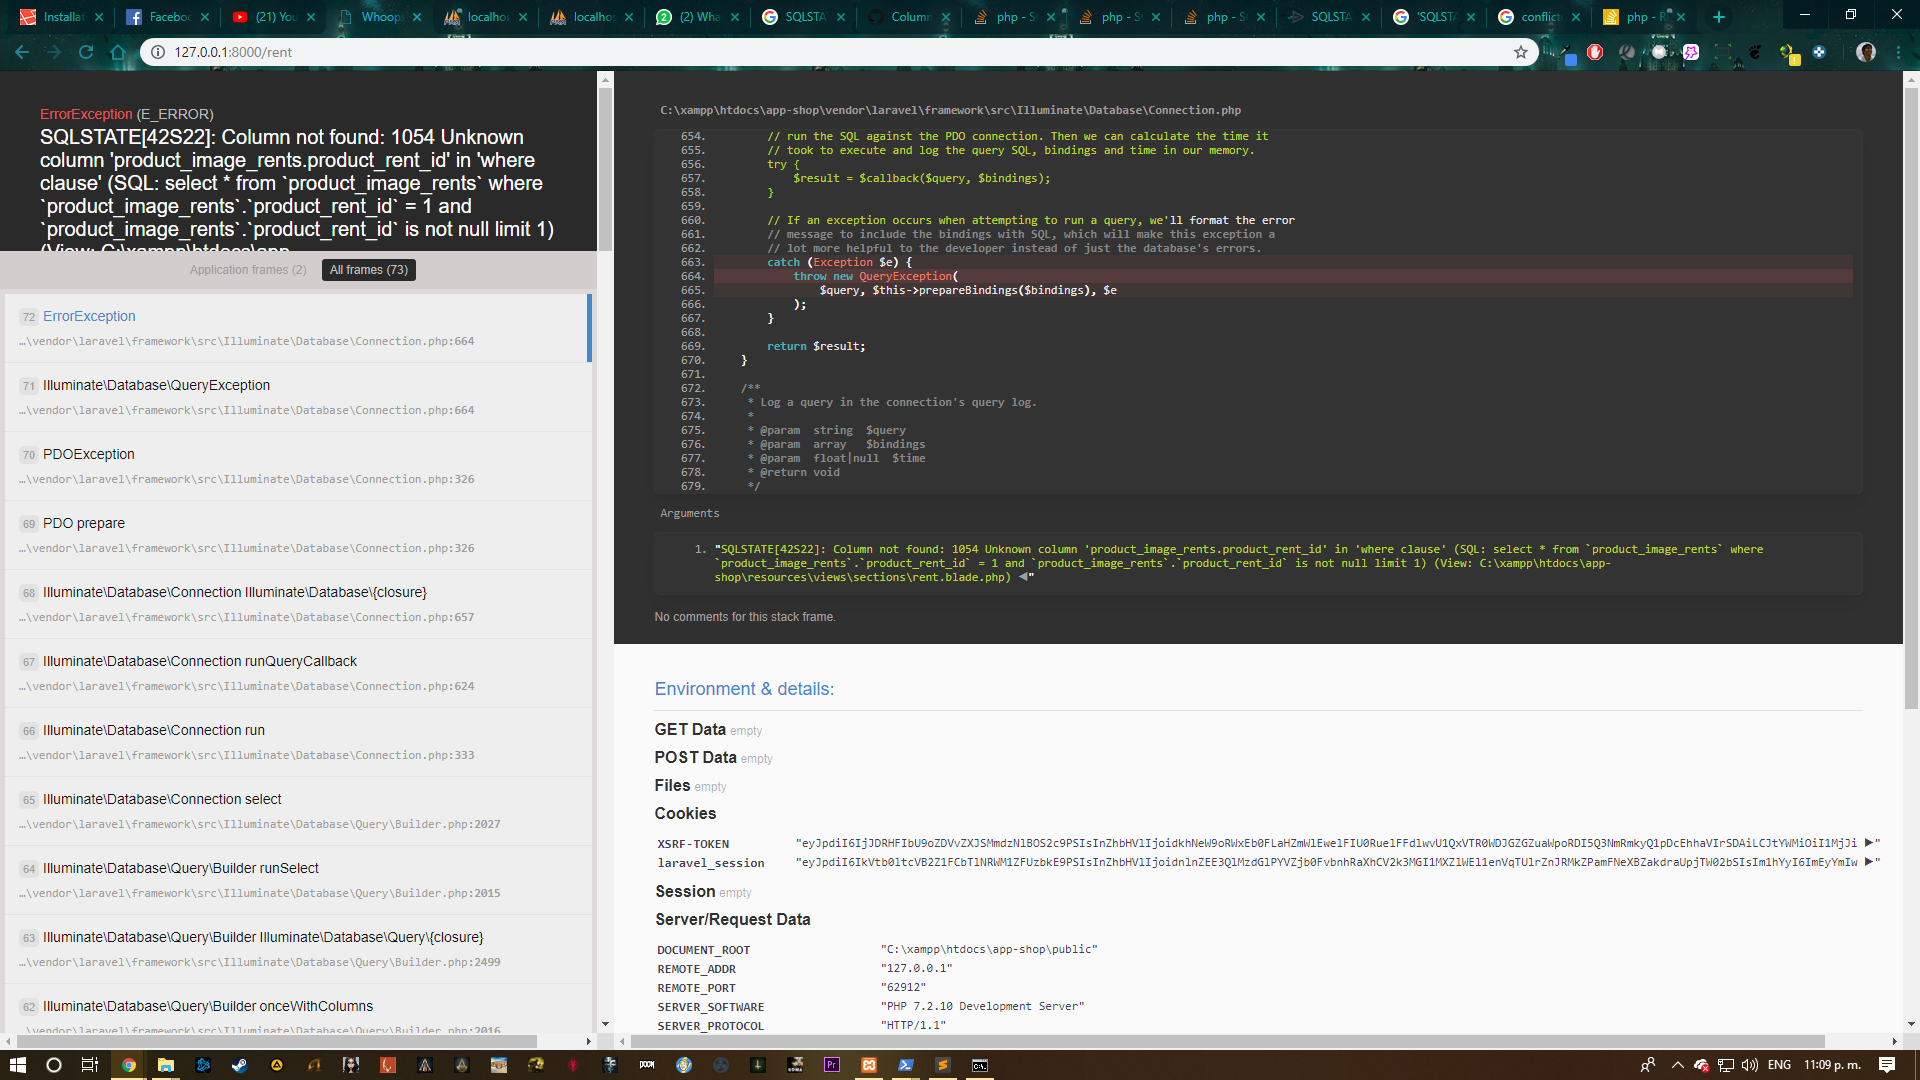 Installat
Faceboo
(21) You
Whoops
localhos
localhos
(2) Wha
SQLSTA
Column
php - S
php - S
php - S
SQLSTA
'SQLSTA
conflict
php - R
127.0.0.1:8000/rent
ErrorException (E_ERROR)
SQLSTATE[42S22]: Column not found: 1054 Unknown
column 'product_image_rents.product_rent_id' in 'where
clause' (SQL: select * from `product_image_rents` where
`product_image_rents`.`product_rent_id` = 1 and
`product_image_rents`.`product_rent_id` is not null limit 1)
(View: C:\xampp\htdocs\app-
Application frames (2) All frames (73)
72 ErrorException
…\vendor\laravel\framework\src\Illuminate\Database\Connection.php:664
71 Illuminate\Database\QueryException
…\vendor\laravel\framework\src\Illuminate\Database\Connection.php:664
70 PDOException
…\vendor\laravel\framework\src\Illuminate\Database\Connection.php:326
69 PDO prepare
…\vendor\laravel\framework\src\Illuminate\Database\Connection.php:326
68 Illuminate\Database\Connection Illuminate\Database\{closure}
…\vendor\laravel\framework\src\Illuminate\Database\Connection.php:657
67 Illuminate\Database\Connection runQueryCallback
…\vendor\laravel\framework\src\Illuminate\Database\Connection.php:624
66 Illuminate\Database\Connection run
…\vendor\laravel\framework\src\Illuminate\Database\Connection.php:333
65 Illuminate\Database\Connection select
…\vendor\laravel\framework\src\Illuminate\Database\Query\Builder.php:2027
64 Illuminate\Database\Query\Builder runSelect
…\vendor\laravel\framework\src\Illuminate\Database\Query\Builder.php:2015
63 Illuminate\Database\Query\Builder Illuminate\Database\Query\{closure}
…\vendor\laravel\framework\src\Illuminate\Database\Query\Builder.php:2499
62 Illuminate\Database\Query\Builder onceWithColumns
…\vendor\laravel\framework\src\Illuminate\Database\Query\Builder.php:2016
C:\xampp\htdocs\app-shop\vendor\laravel\framework\src\Illuminate\Database\Connection.php
654. // run the SQL against the PDO connection. Then we can calculate the time it
655. // took to execute and log the query SQL, bindings and time in our memory.
656. try {
657. $result = $callback($query, $bindings);
658. }
659.
660. // If an exception occurs when attempting to run a query, we'll format the error
661. // message to include the bindings with SQL, which will make this exception a
662. // lot more helpful to the developer instead of just the database's errors.
663. catch (Exception $e) {
664. throw new QueryException(
665. $query, $this->prepareBindings($bindings), $e
666. );
667. }
668.
669. return $result;
670. }
671.
672. /**
673. * Log a query in the connection's query log.
674. *
675. * @param string $query
676. * @param array $bindings
677. * @param float|null $time
678. * @return void
679. */
Arguments
1. "SQLSTATE[42S22]: Column not found: 1054 Unknown column 'product_image_rents.product_rent_id' in 'where clause' (SQL: select * from `product_image_rents` where
`product_image_rents`.`product_rent_id` = 1 and `product_image_rents`.`product_rent_id` is not null limit 1) (View: C:\xampp\htdocs\app-
shop\resources\views\sections\rent.blade.php) ◀"
No comments for this stack frame.
Environment & details:
GET Data empty
POST Data empty
Files empty
Cookies
XSRF-TOKEN
laravel_session
Session empty
Server/Request Data
DOCUMENT_ROOT "C:\xampp\htdocs\app-shop\public"
REMOTE_ADDR "127.0.0.1"
REMOTE_PORT "62912"
SERVER_SOFTWARE "PHP 7.2.10 Development Server"
SERVER_PROTOCOL "HTTP/1.1"
DOOM
Pr
ENG 11:09 p. m.